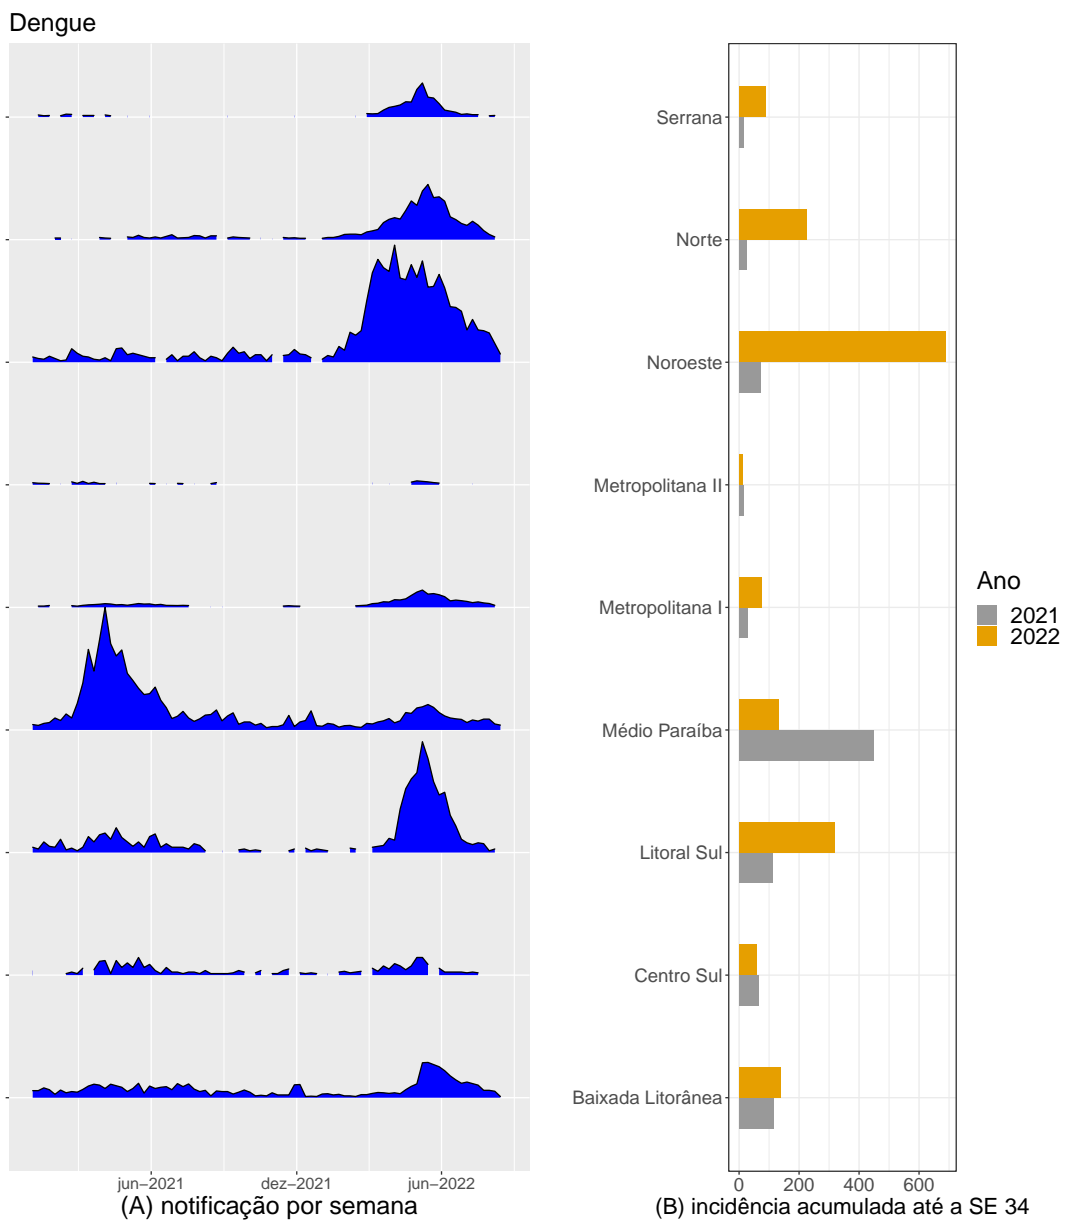 Dengue
Serrana
Norte
Noroeste
Metropolitana II
Metropolitana I
Médio Paraíba
Litoral Sul
Centro Sul
Baixada Litorânea
Ano
2021
2022
jun–2021 dez–2021 jun–2022
0 200 400 600
(A) notificação por semana
(B) incidência acumulada até a SE 34